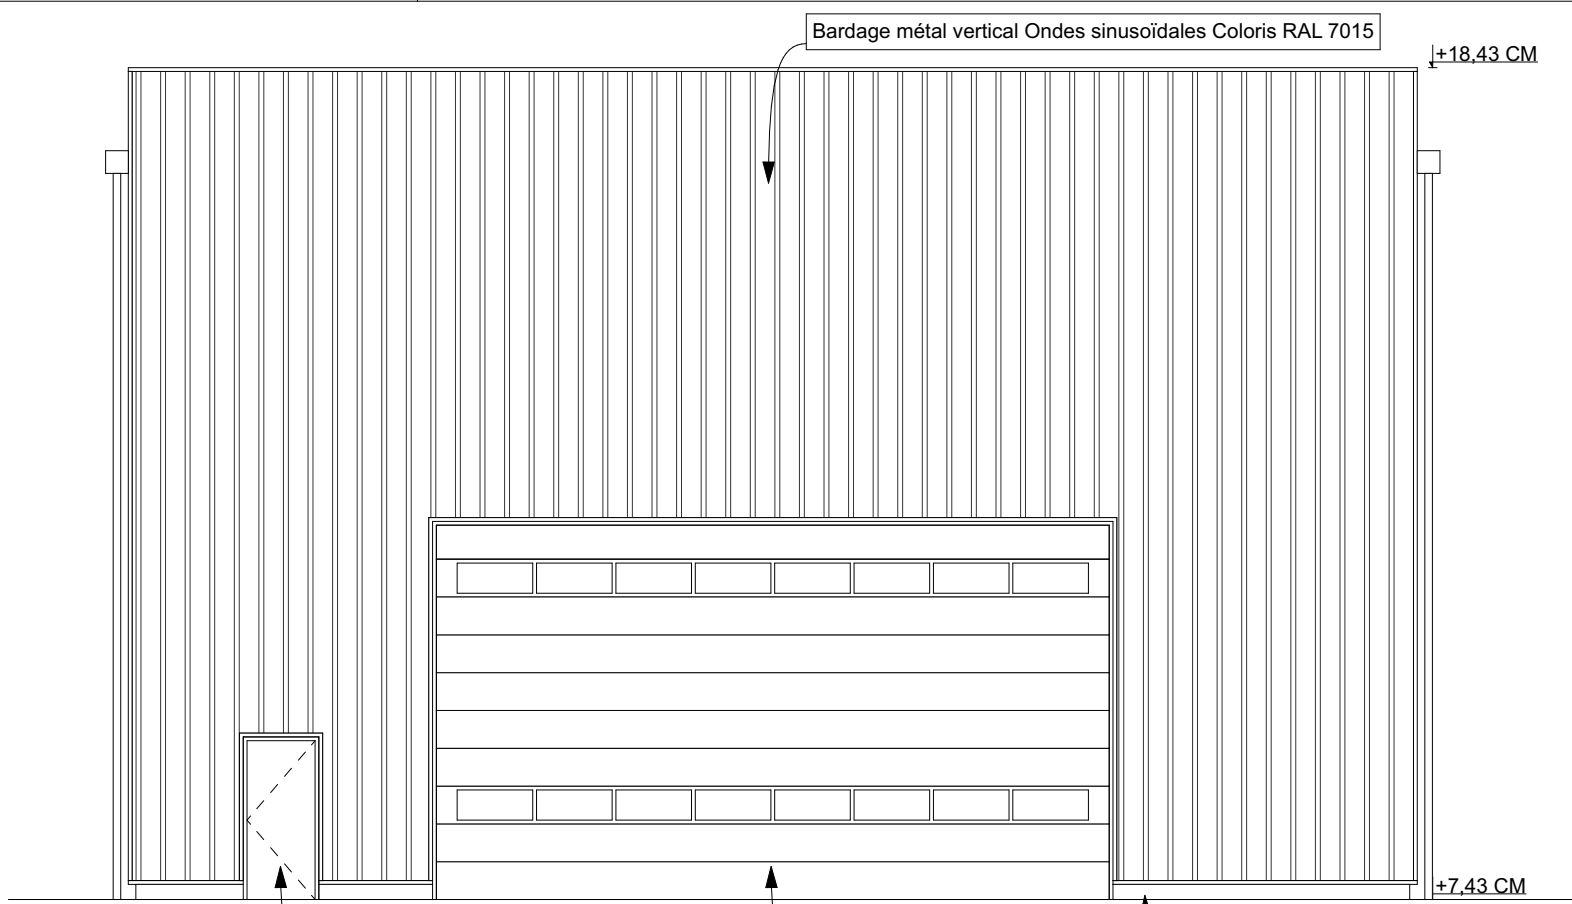 Bardage métal vertical Ondes sinusoïdales Coloris RAL 7015
+18,43 CM
+7,43 CM